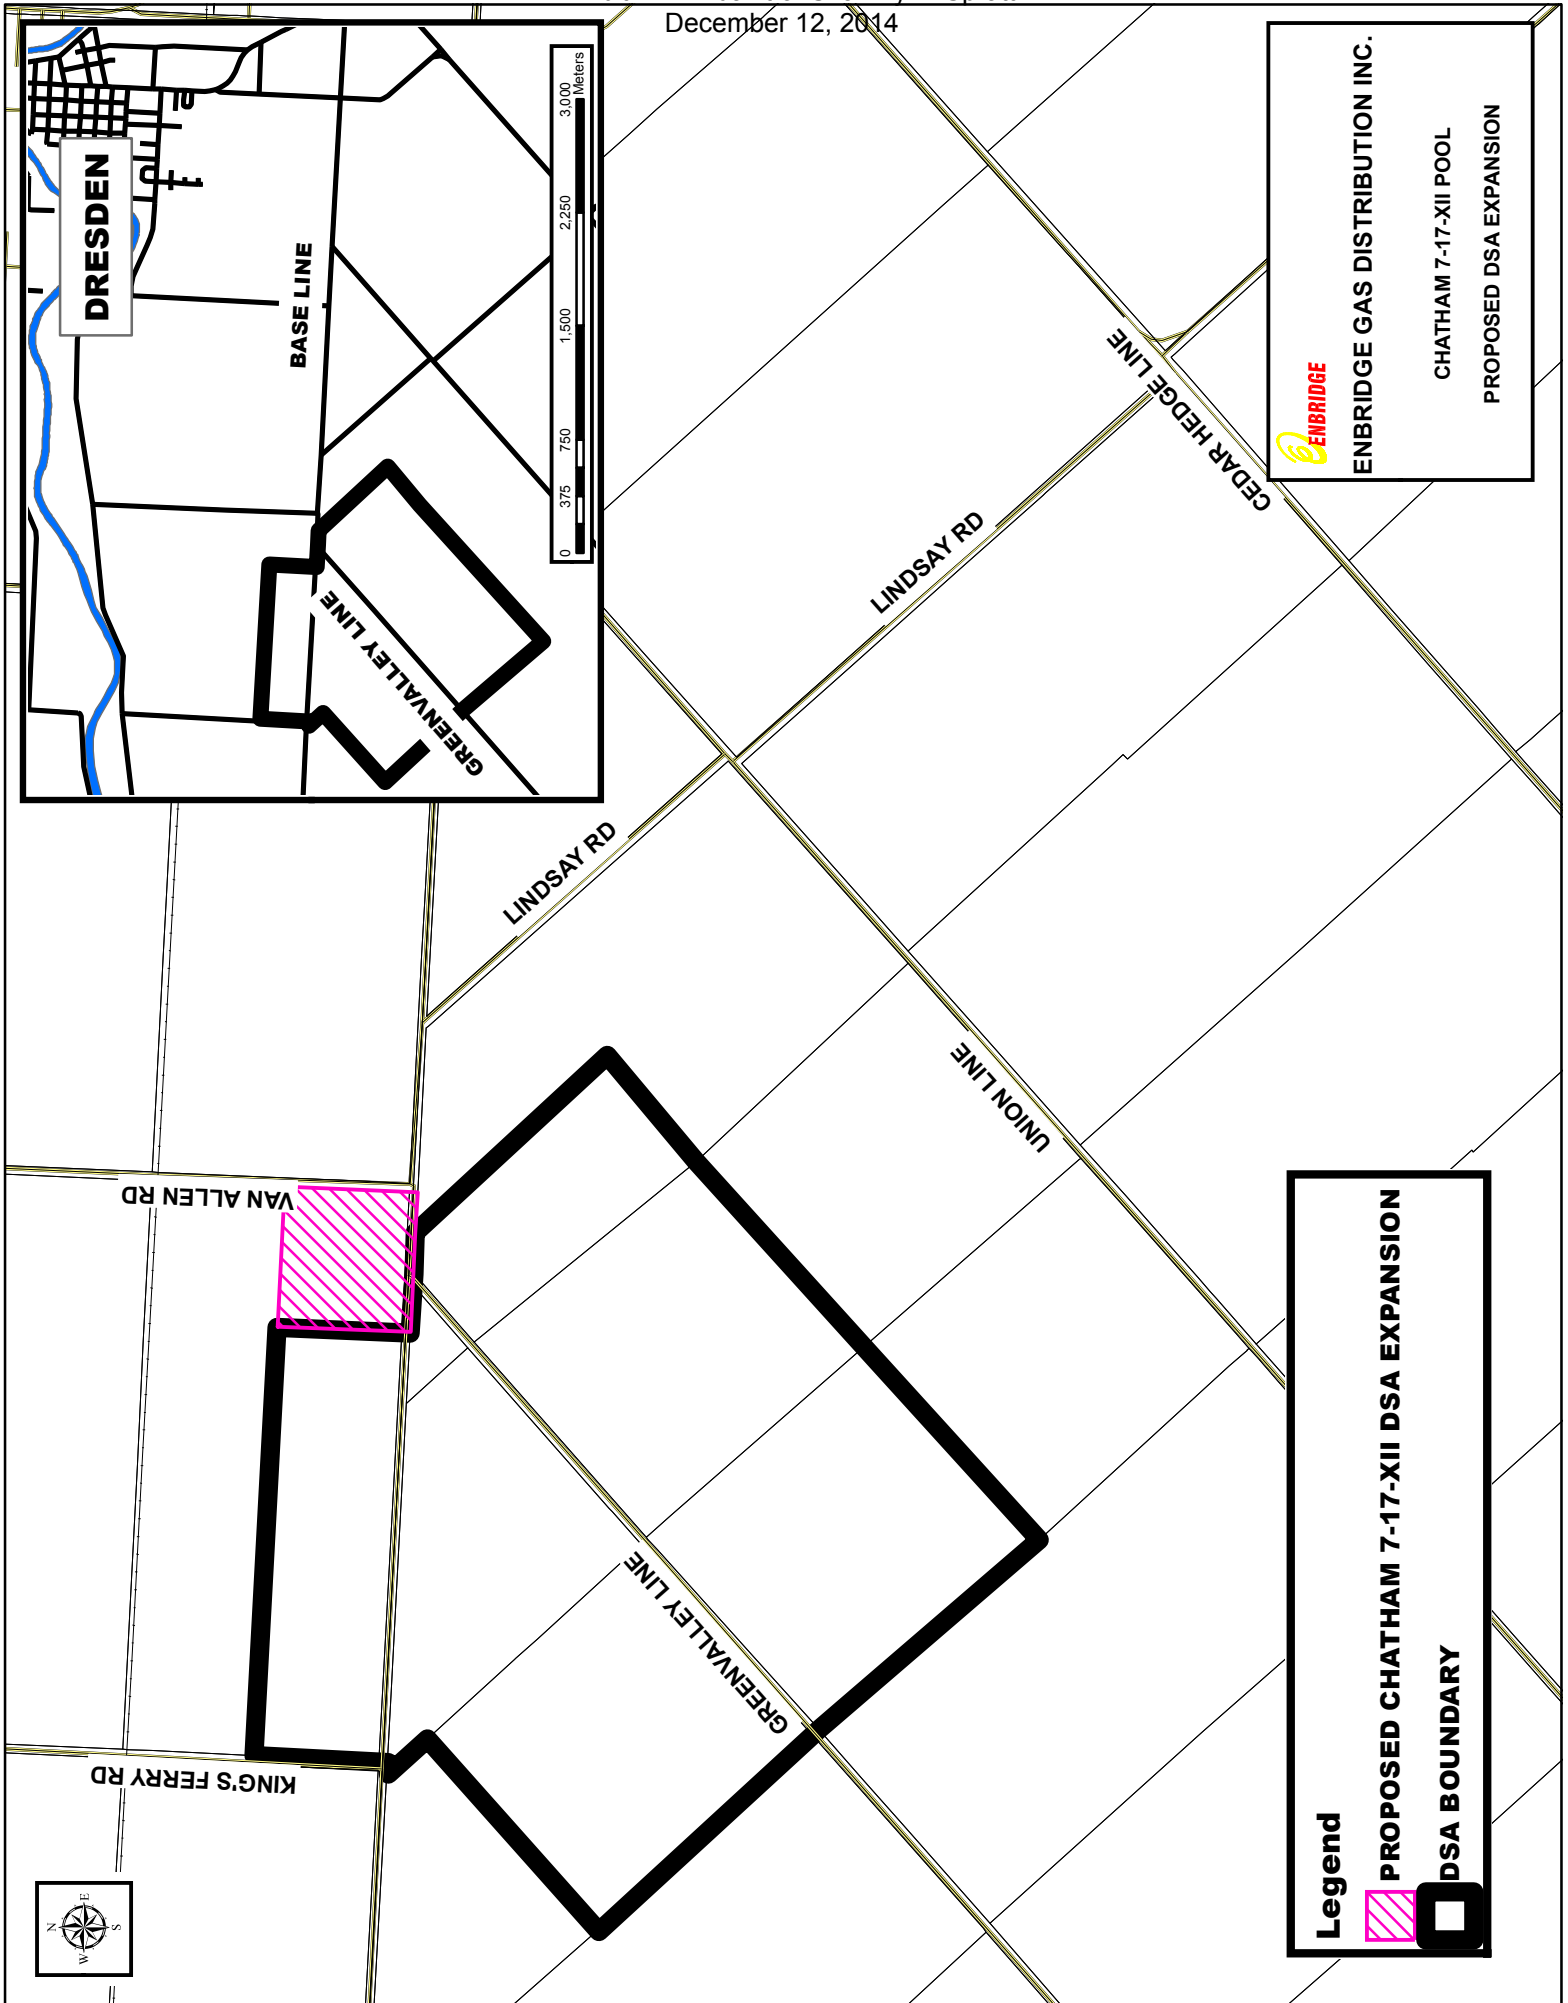 December 12, 2014
DRESDEN
BASE LINE
GREENVALLEY LINE
0 375 750 1,500 2,250 3,000
Meters
N
W E
S
KING'S FERRY RD
VAN ALLEN RD
LINDSAY RD
LINDSAY RD
GREENVALLEY LINE
UNION LINE
CEDAR HEDGE LINE
Legend
PROPOSED CHATHAM 7-17-XII DSA EXPANSION
DSA BOUNDARY
ENBRIDGE
ENBRIDGE GAS DISTRIBUTION INC.
CHATHAM 7-17-XII POOL
PROPOSED DSA EXPANSION